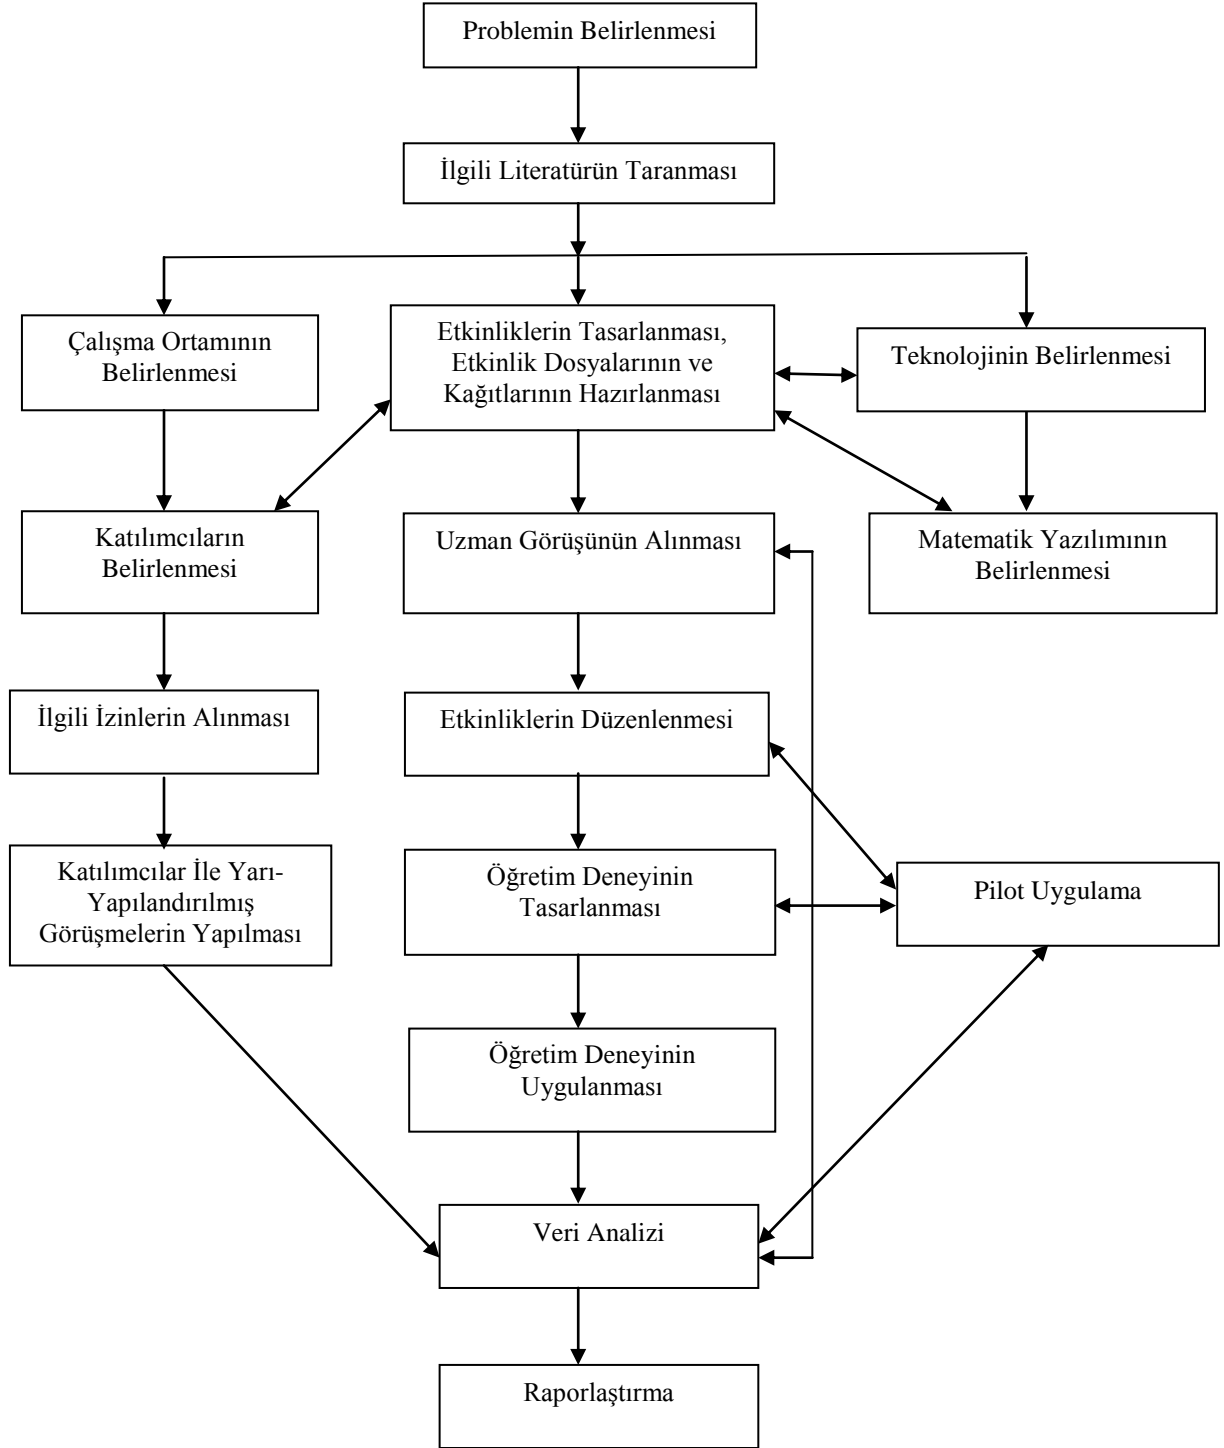 Problemin Belirlenmesi
İlgili Literatürün Taranması
Çalışma Ortamının
Belirlenmesi
Etkinliklerin Tasarlanması,
Etkinlik Dosyalarının ve
Kağıtlarının Hazırlanması
Teknolojinin Belirlenmesi
Katılımcıların
Belirlenmesi
Uzman Görüşünün Alınması
Matematik Yazılımının
Belirlenmesi
İlgili İzinlerin Alınması
Etkinliklerin Düzenlenmesi
Katılımcılar İle Yarı-
Yapılandırılmış
Görüşmelerin Yapılması
Öğretim Deneyinin
Tasarlanması
Pilot Uygulama
Öğretim Deneyinin
Uygulanması
Veri Analizi
Raporlaştırma